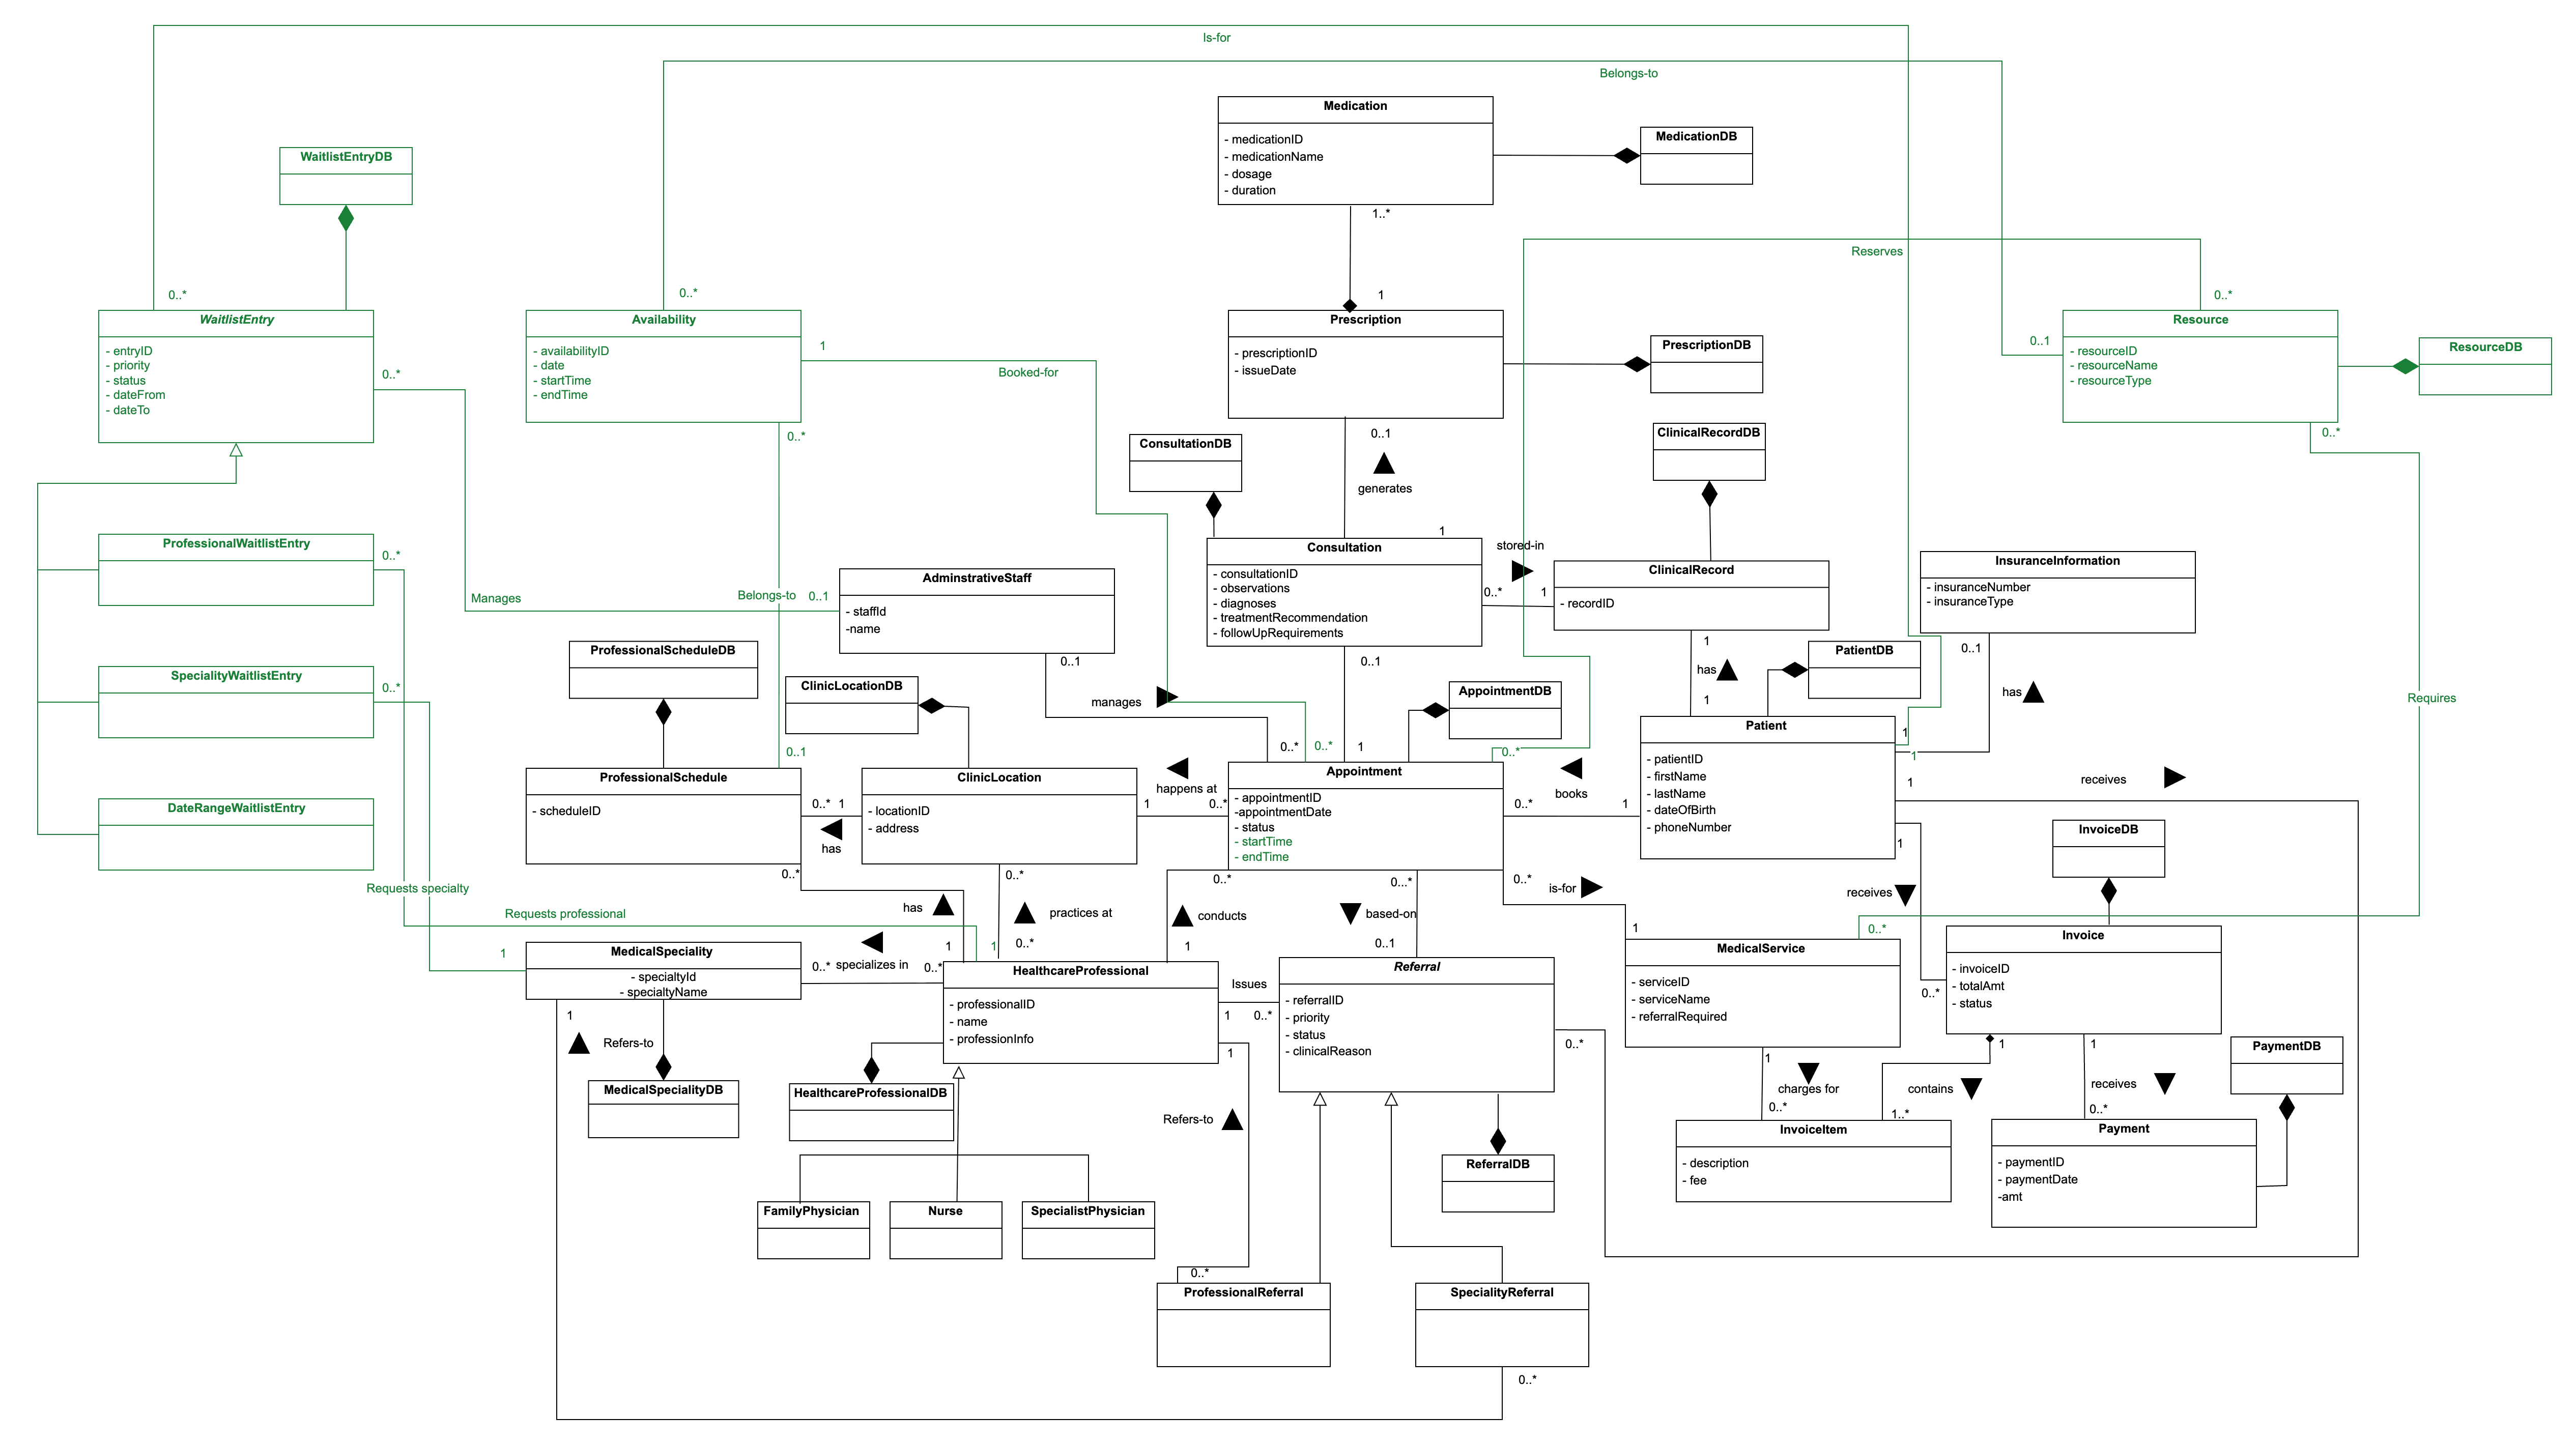 Is-for
Belongs-to
Medication
- medicationID
- medicationName
- dosage
- duration
MedicationDB
WaitlistEntryDB
1..*
Reserves
0..*
0..*
1
0..*
WaitlistEntry
- entryID
- priority
- status
- dateFrom
- dateTo
0..*
Availability
- availabilityID
- date
- startTime
- endTime
1
Booked-for
0..*
Prescription
- prescriptionID
- issueDate
PrescriptionDB
0..1
Resource
- resourceID
- resourceName
- resourceType
ResourceDB
0..*
0..1
generates
ConsultationDB
ClinicalRecordDB
1
stored-in
Consultation
- consultationID
- observations
- diagnoses
- treatmentRecommendation
- followUpRequirements
0..*
1
ClinicalRecord
- recordID
InsuranceInformation
- insuranceNumber
- insuranceType
ProfessionalWaitlistEntry
0..*
Manages
Belongs-to
0..1
AdminstrativeStaff
- staffId
-name
0..1
0..1
1
has
1
0..1
has
PatientDB
Requires
ProfessionalScheduleDB
SpecialityWaitlistEntry
0..*
ClinicLocationDB
manages
AppointmentDB
0..1
0..*
0..*
1
0..*
1
1
Patient
- patientID
- firstName
- lastName
- dateOfBirth
- phoneNumber
1
receives
DateRangeWaitlistEntry
ProfessionalSchedule
- scheduleID
0..*
1
has
ClinicLocation
- locationID
- address
happens at
1
0..*
Appointment
- appointmentID
-appointmentDate
- status
- startTime
- endTime
books
0..*
1
1
InvoiceDB
0..*
0..*
0..*
0...*
0..*
is-for
receives
Requests specialty
Requests professional
has
practices at
conducts
based-on
1
1
0..*
1
0..1
1
0..*
1
MedicalSpeciality
- specialtyId
- specialtyName
0..*
specializes in
0..*
HealthcareProfessional
- professionalID
- name
- professionInfo
Issues
1
0..*
Referral
- referralID
- priority
- status
- clinicalReason
0..*
MedicalService
- serviceID
- serviceName
- referralRequired
0..*
Invoice
- invoiceID
- totalAmt
- status
1
Refers-to
1
1
1
1
PaymentDB
MedicalSpecialityDB
HealthcareProfessionalDB
Refers-to
charges for
contains
receives
0..*
1..*
0..*
InvoiceItem
- description
- fee
Payment
- paymentID
- paymentDate
-amt
ReferralDB
FamilyPhysician
Nurse
SpecialistPhysician
0..*
ProfessionalReferral
SpecialityReferral
0..*